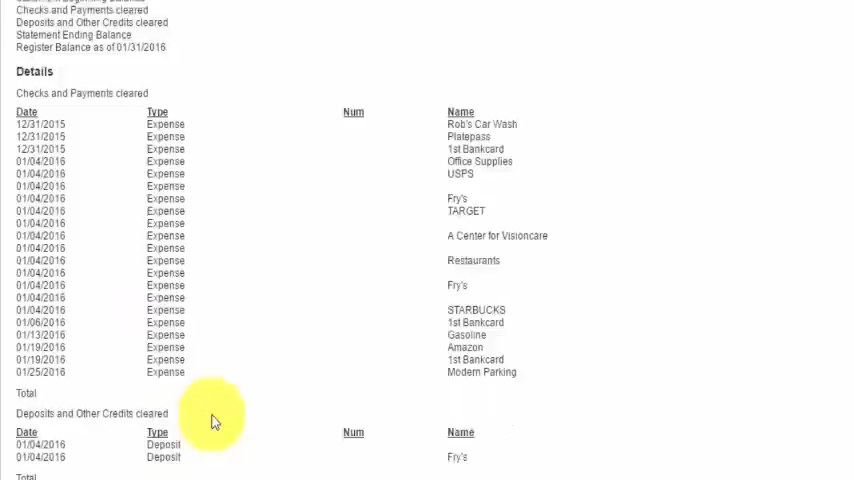 Statement Beginning Balance
Checks and Payments cleared
Deposits and Other Credits cleared
Statement Ending Balance
Register Balance as of 01/31/2016
Details
Checks and Payments cleared
Date Type Num Name
12/31/2015 Expense Rob's Car Wash
12/31/2015 Expense Platepass
12/31/2015 Expense 1st Bankcard
01/04/2016 Expense Office Supplies
01/04/2016 Expense USPS
01/04/2016 Expense
01/04/2016 Expense Fry's
01/04/2016 Expense TARGET
01/04/2016 Expense
01/04/2016 Expense A Center for Visioncare
01/04/2016 Expense
01/04/2016 Expense Restaurants
01/04/2016 Expense
01/04/2016 Expense Fry's
01/04/2016 Expense
01/04/2016 Expense STARBUCKS
01/06/2016 Expense 1st Bankcard
01/13/2016 Expense Gasoline
01/19/2016 Expense Amazon
01/19/2016 Expense 1st Bankcard
01/25/2016 Expense Modern Parking
Total
Deposits and Other Credits cleared
Date Type Num Name
01/04/2016 Deposit
01/04/2016 Deposit Fry's
Total